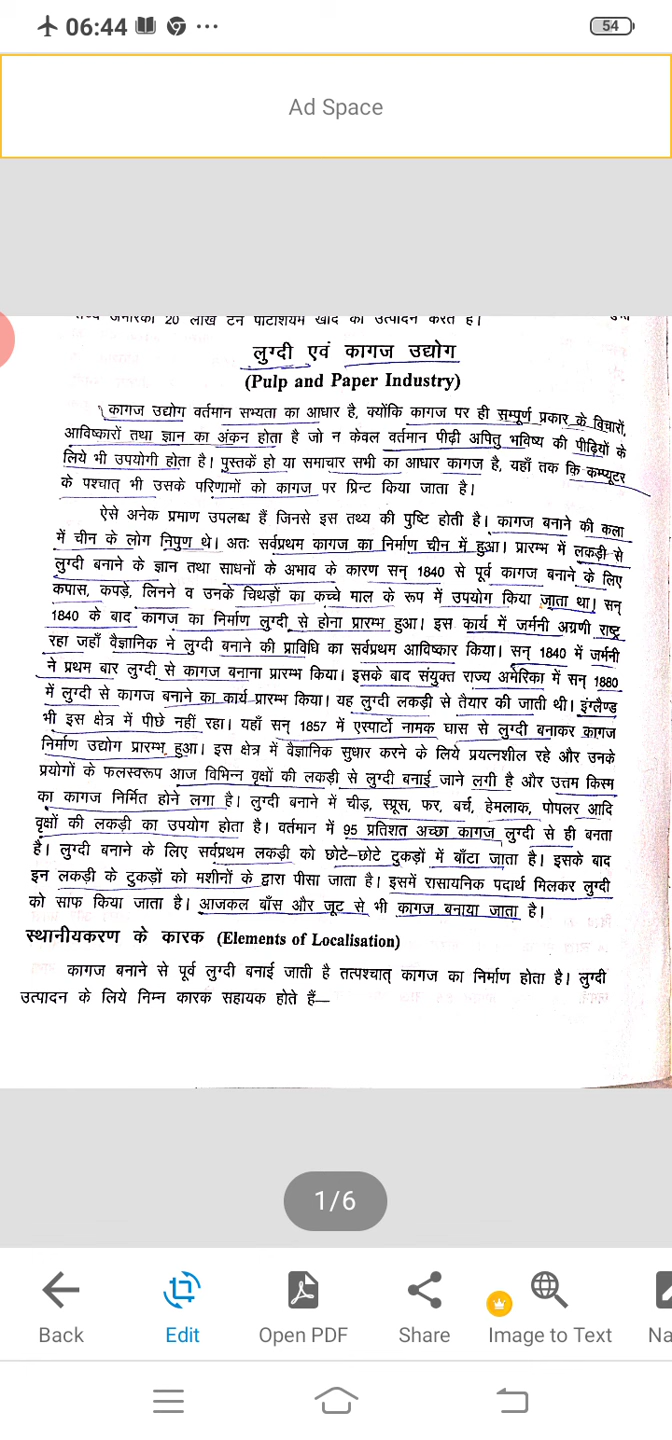 06:44
54
Ad Space
20 लाख टन पोटाशियम खाद का उत्पादन करते हैं।
लुग्दी एवं कागज उद्योग
(Pulp and Paper Industry)
कागज उद्योग वर्तमान सभ्यता का आधार है, क्योंकि कागज पर ही सम्पूर्ण प्रकार के विचारों,
आविष्कारों तथा ज्ञान का अंकन होता है जो न केवल वर्तमान पीढ़ी अपितु भविष्य की पीढ़ियों के
लिये भी उपयोगी होता है। पुस्तकें हो या समाचार सभी का आधार कागज है, यहाँ तक कि कम्प्यूटर
के पश्चात् भी उसके परिणामों को कागज पर प्रिन्ट किया जाता है।
ऐसे अनेक प्रमाण उपलब्ध हैं जिनसे इस तथ्य की पुष्टि होती है। कागज बनाने की कला
में चीन के लोग निपुण थे। अतः सर्वप्रथम कागज का निर्माण चीन में हुआ। प्रारम्भ में लकड़ी से
लुग्दी बनाने के ज्ञान तथा साधनों के अभाव के कारण सन् 1840 से पूर्व कागज बनाने के लिए
कपास, कपड़े, लिनने व उनके चिथड़ों का कच्चे माल के रूप में उपयोग किया जाता था। सन्
1840 के बाद कागज का निर्माण लुग्दी से होना प्रारम्भ हुआ। इस कार्य में जर्मनी अग्रणी राष्ट्र
रहा जहाँ वैज्ञानिक ने लुग्दी बनाने की प्राविधि का सर्वप्रथम आविष्कार किया। सन् 1840 में जर्मनी
ने प्रथम बार लुग्दी से कागज बनाना प्रारम्भ किया। इसके बाद संयुक्त राज्य अमेरिका में सन् 1880
में लुग्दी से कागज बनाने का कार्य प्रारम्भ किया। यह लुग्दी लकड़ी से तैयार की जाती थी। इंग्लैण्ड
भी इस क्षेत्र में पीछे नहीं रहा। यहाँ सन् 1857 में एस्पार्टो नामक घास से लुग्दी बनाकर कागज
निर्माण उद्योग प्रारम्भ हुआ। इस क्षेत्र में वैज्ञानिक सुधार करने के लिये प्रयत्नशील रहे और उनके
प्रयोगों के फलस्वरूप आज विभिन्न वृक्षों की लकड़ी से लुग्दी बनाई जाने लगी है और उत्तम किस्म
का कागज निर्मित होने लगा है। लुग्दी बनाने में चीड़, स्प्रूस, फर, बर्च, हेमलाक, पोपलर आदि
वृक्षों की लकड़ी का उपयोग होता है। वर्तमान में 95 प्रतिशत अच्छा कागज लुग्दी से ही बनता
है। लुग्दी बनाने के लिए सर्वप्रथम लकड़ी को छोटे-छोटे टुकड़ों में बाँटा जाता है। इसके बाद
इन लकड़ी के टुकड़ों को मशीनों के द्वारा पीसा जाता है। इसमें रासायनिक पदार्थ मिलकर लुग्दी
को साफ किया जाता है। आजकल बाँस और जूट से भी कागज बनाया जाता है।
स्थानीयकरण के कारक (Elements of Localisation)
कागज बनाने से पूर्व लुग्दी बनाई जाती है तत्पश्चात् कागज का निर्माण होता है। लुग्दी
उत्पादन के लिये निम्न कारक सहायक होते हैं—
1/6
Back Edit Open PDF Share Image to Text Na